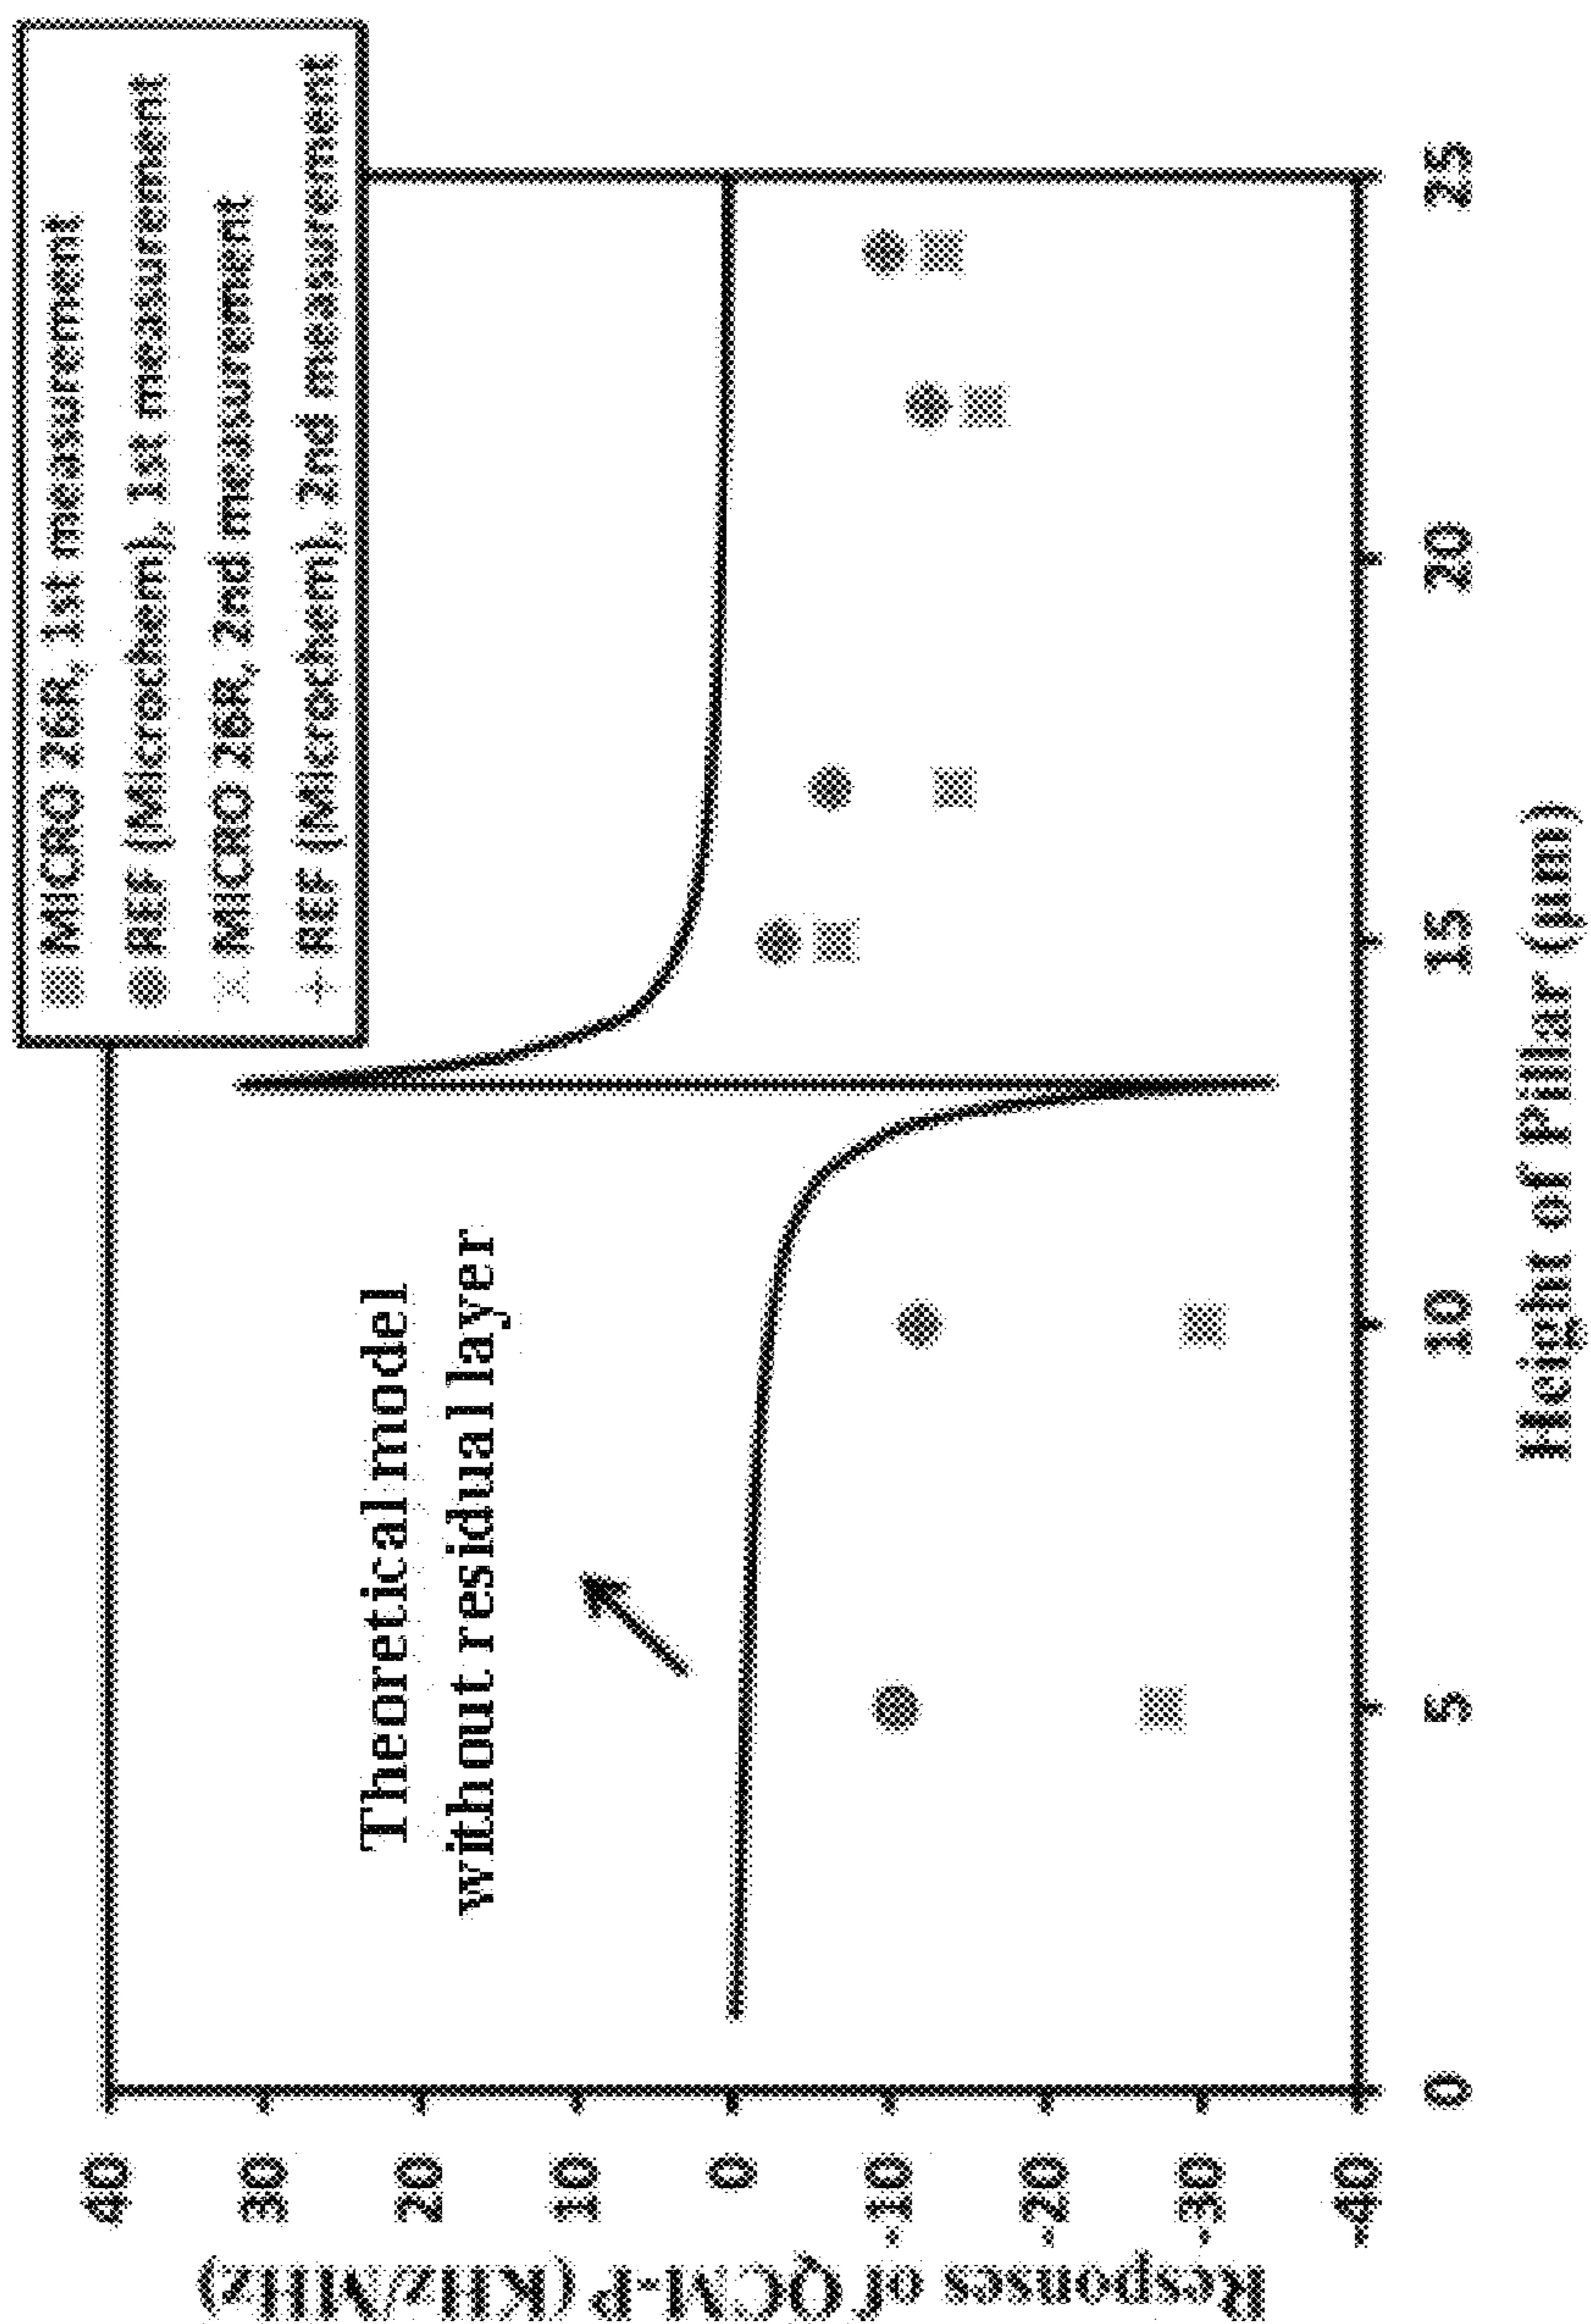 MICRO 26R, 1st measurement
REF (Microchem), 1st measurement
MICRO 26R, 2nd measurement
REF (Microchem), 2nd measurement
Theoretical model
without residual layer
Responses of QCM-P (KHz/MHz)
40
30
20
10
0
-10
-20
-30
-40
0
5
10
15
20
25
Height of Pillar (μm)